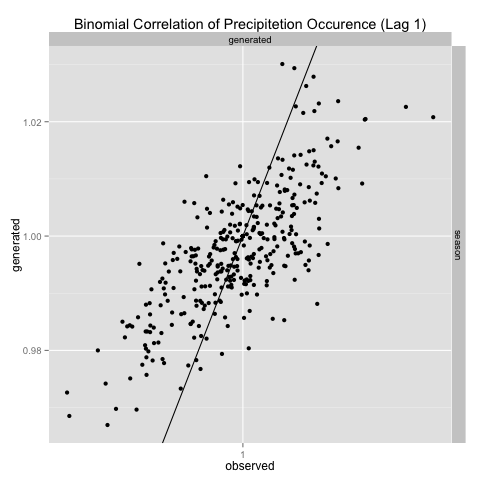 Binomial Correlation of Precipitetion Occurence (Lag 1)
generated
1.02
1.00
0.98
generated
season
1
observed